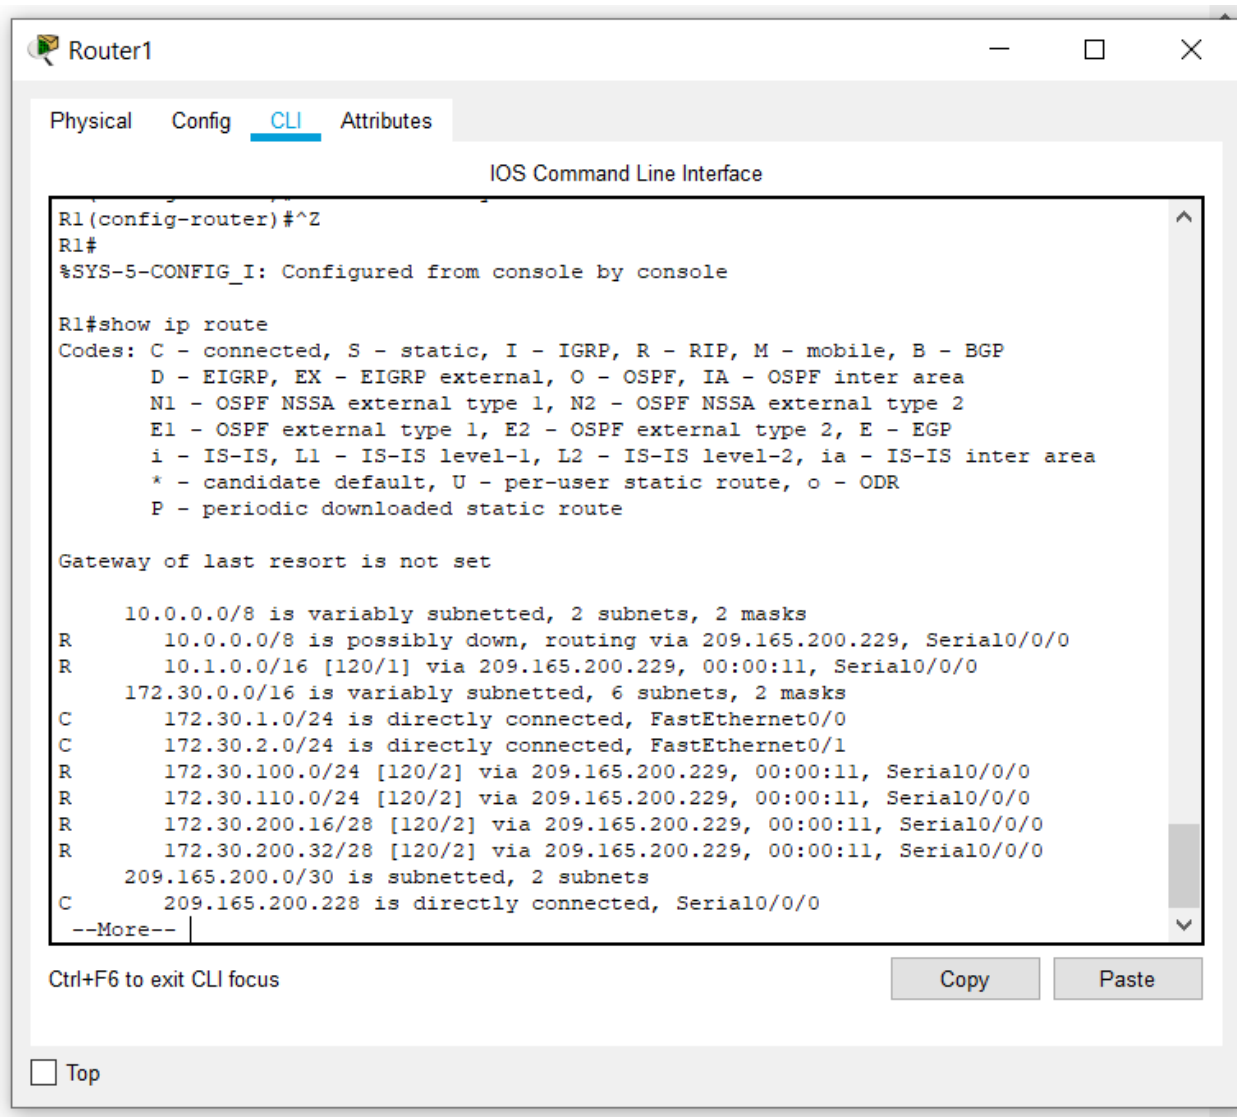 Router1
Physical Config CLI Attributes
IOS Command Line Interface
R1(config-router)#^Z
R1#
%SYS-5-CONFIG_I: Configured from console by console
R1#show ip route
Codes: C - connected, S - static, I - IGRP, R - RIP, M - mobile, B - BGP
D - EIGRP, EX - EIGRP external, O - OSPF, IA - OSPF inter area
N1 - OSPF NSSA external type 1, N2 - OSPF NSSA external type 2
E1 - OSPF external type 1, E2 - OSPF external type 2, E - EGP
i - IS-IS, L1 - IS-IS level-1, L2 - IS-IS level-2, ia - IS-IS inter area
* - candidate default, U - per-user static route, o - ODR
P - periodic downloaded static route
Gateway of last resort is not set
10.0.0.0/8 is variably subnetted, 2 subnets, 2 masks
R 10.0.0.0/8 is possibly down, routing via 209.165.200.229, Serial0/0/0
R 10.1.0.0/16 [120/1] via 209.165.200.229, 00:00:11, Serial0/0/0
172.30.0.0/16 is variably subnetted, 6 subnets, 2 masks
C 172.30.1.0/24 is directly connected, FastEthernet0/0
C 172.30.2.0/24 is directly connected, FastEthernet0/1
R 172.30.100.0/24 [120/2] via 209.165.200.229, 00:00:11, Serial0/0/0
R 172.30.110.0/24 [120/2] via 209.165.200.229, 00:00:11, Serial0/0/0
R 172.30.200.16/28 [120/2] via 209.165.200.229, 00:00:11, Serial0/0/0
R 172.30.200.32/28 [120/2] via 209.165.200.229, 00:00:11, Serial0/0/0
209.165.200.0/30 is subnetted, 2 subnets
C 209.165.200.228 is directly connected, Serial0/0/0
--More--
Ctrl+F6 to exit CLI focus
Copy Paste
Top